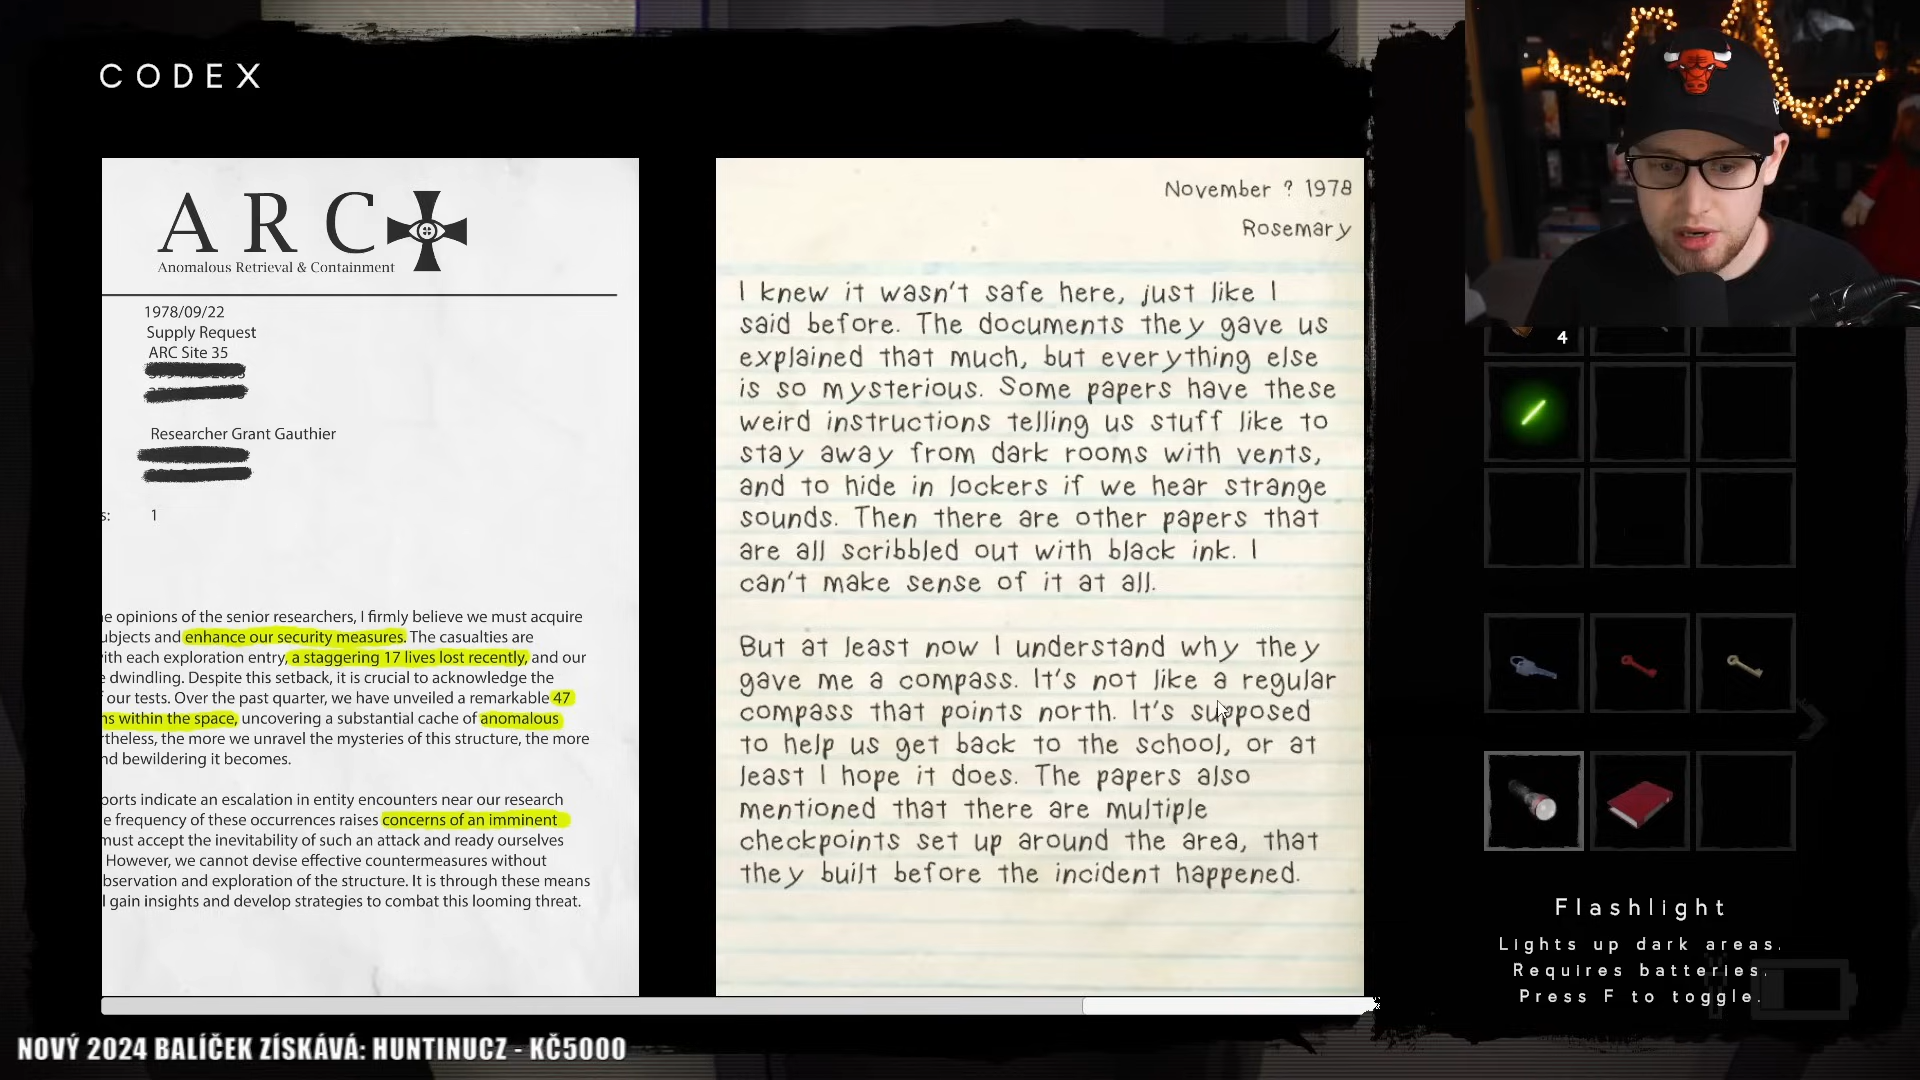 CODEX
ARC
Anomalous Retrieval & Containment
1978/09/22
Supply Request
ARC Site 35
Researcher Grant Gauthier
s: 1
e opinions of the senior researchers, I firmly believe we must acquire
ubjects and enhance our security measures. The casualties are
ith each exploration entry, a staggering 17 lives lost recently, and our
e dwindling. Despite this setback, it is crucial to acknowledge the
our tests. Over the past quarter, we have unveiled a remarkable 47
ns within the space, uncovering a substantial cache of anomalous
rtheless, the more we unravel the mysteries of this structure, the more
nd bewildering it becomes.
ports indicate an escalation in entity encounters near our research
e frequency of these occurrences raises concerns of an imminent
must accept the inevitability of such an attack and ready ourselves
However, we cannot devise effective countermeasures without
bservation and exploration of the structure. It is through these means
l gain insights and develop strategies to combat this looming threat.
November ? 1978
Rosemary
I knew it wasn't safe here, just like I
said before. The documents they gave us
explained that much, but everything else
is so mysterious. Some papers have these
weird instructions telling us stuff like to
stay away from dark rooms with vents,
and to hide in lockers if we hear strange
sounds. Then there are other papers that
are all scribbled out with black ink. I
can't make sense of it at all.
But at least now I understand why they
gave me a compass. It's not like a regular
compass that points north. It's supposed
to help us get back to the school, or at
least I hope it does. The papers also
mentioned that there are multiple
checkpoints set up around the area, that
they built before the incident happened.
4
Flashlight
Lights up dark areas.
Requires batteries.
Press F to toggle.
NOVÝ 2024 BALÍČEK ZÍSKÁVÁ: HUNTINUCZ - KČ5000